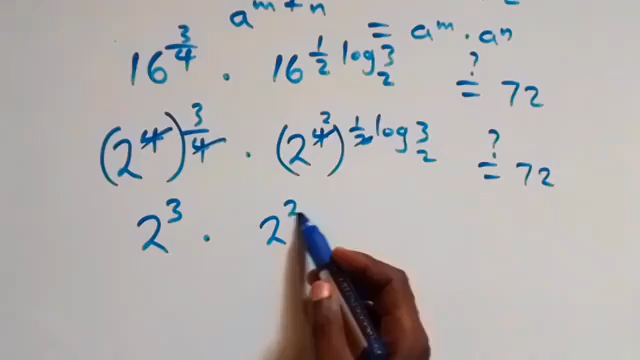 a^{m+n} = a^m · a^n
16^{3/4} · 16^{1/2 log_2 3} ?= 72
(2^4)^{3/4} · (2^4^2)^{1/2 log_2 3} ?= 72
2^3 · 2^2